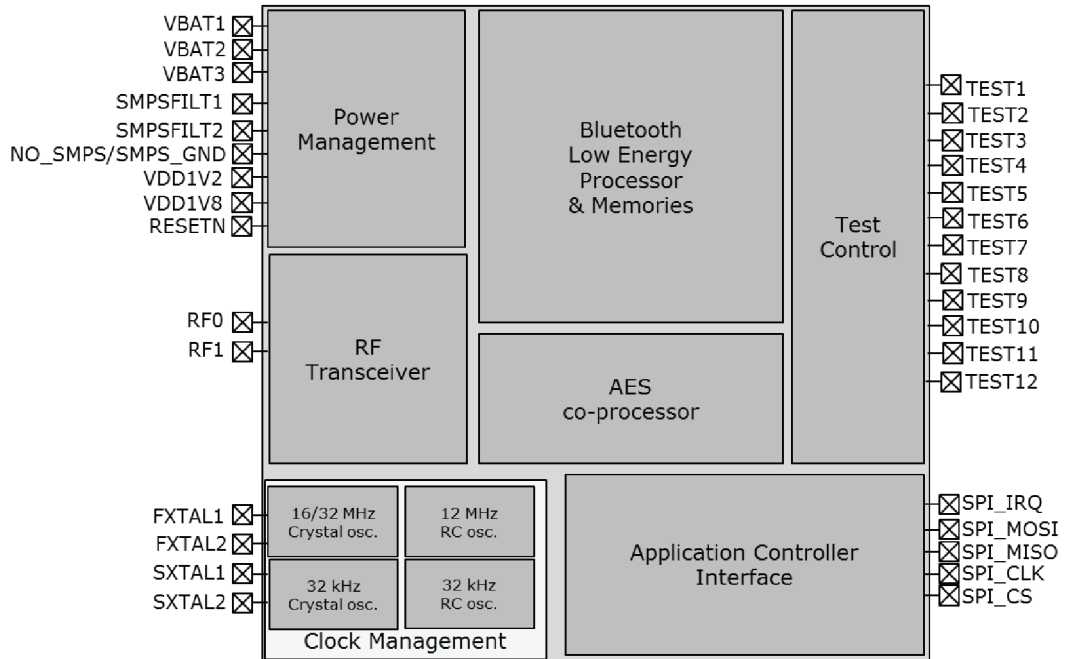 VBAT1
VBAT2
VBAT3
SMPSFILT1
SMPSFILT2
NO_SMPS/SMPS_GND
VDD1V2
VDD1V8
RESETN
RF0
RF1
FXTAL1
FXTAL2
SXTAL1
SXTAL2
Power
Management
RF
Transceiver
16/32 MHz
Crystal osc.
12 MHz
RC osc.
32 kHz
Crystal osc.
32 kHz
RC osc.
Clock Management
Bluetooth
Low Energy
Processor
& Memories
AES
co-processor
Test
Control
Application Controller
Interface
TEST1
TEST2
TEST3
TEST4
TEST5
TEST6
TEST7
TEST8
TEST9
TEST10
TEST11
TEST12
SPI_IRQ
SPI_MOSI
SPI_MISO
SPI_CLK
SPI_CS